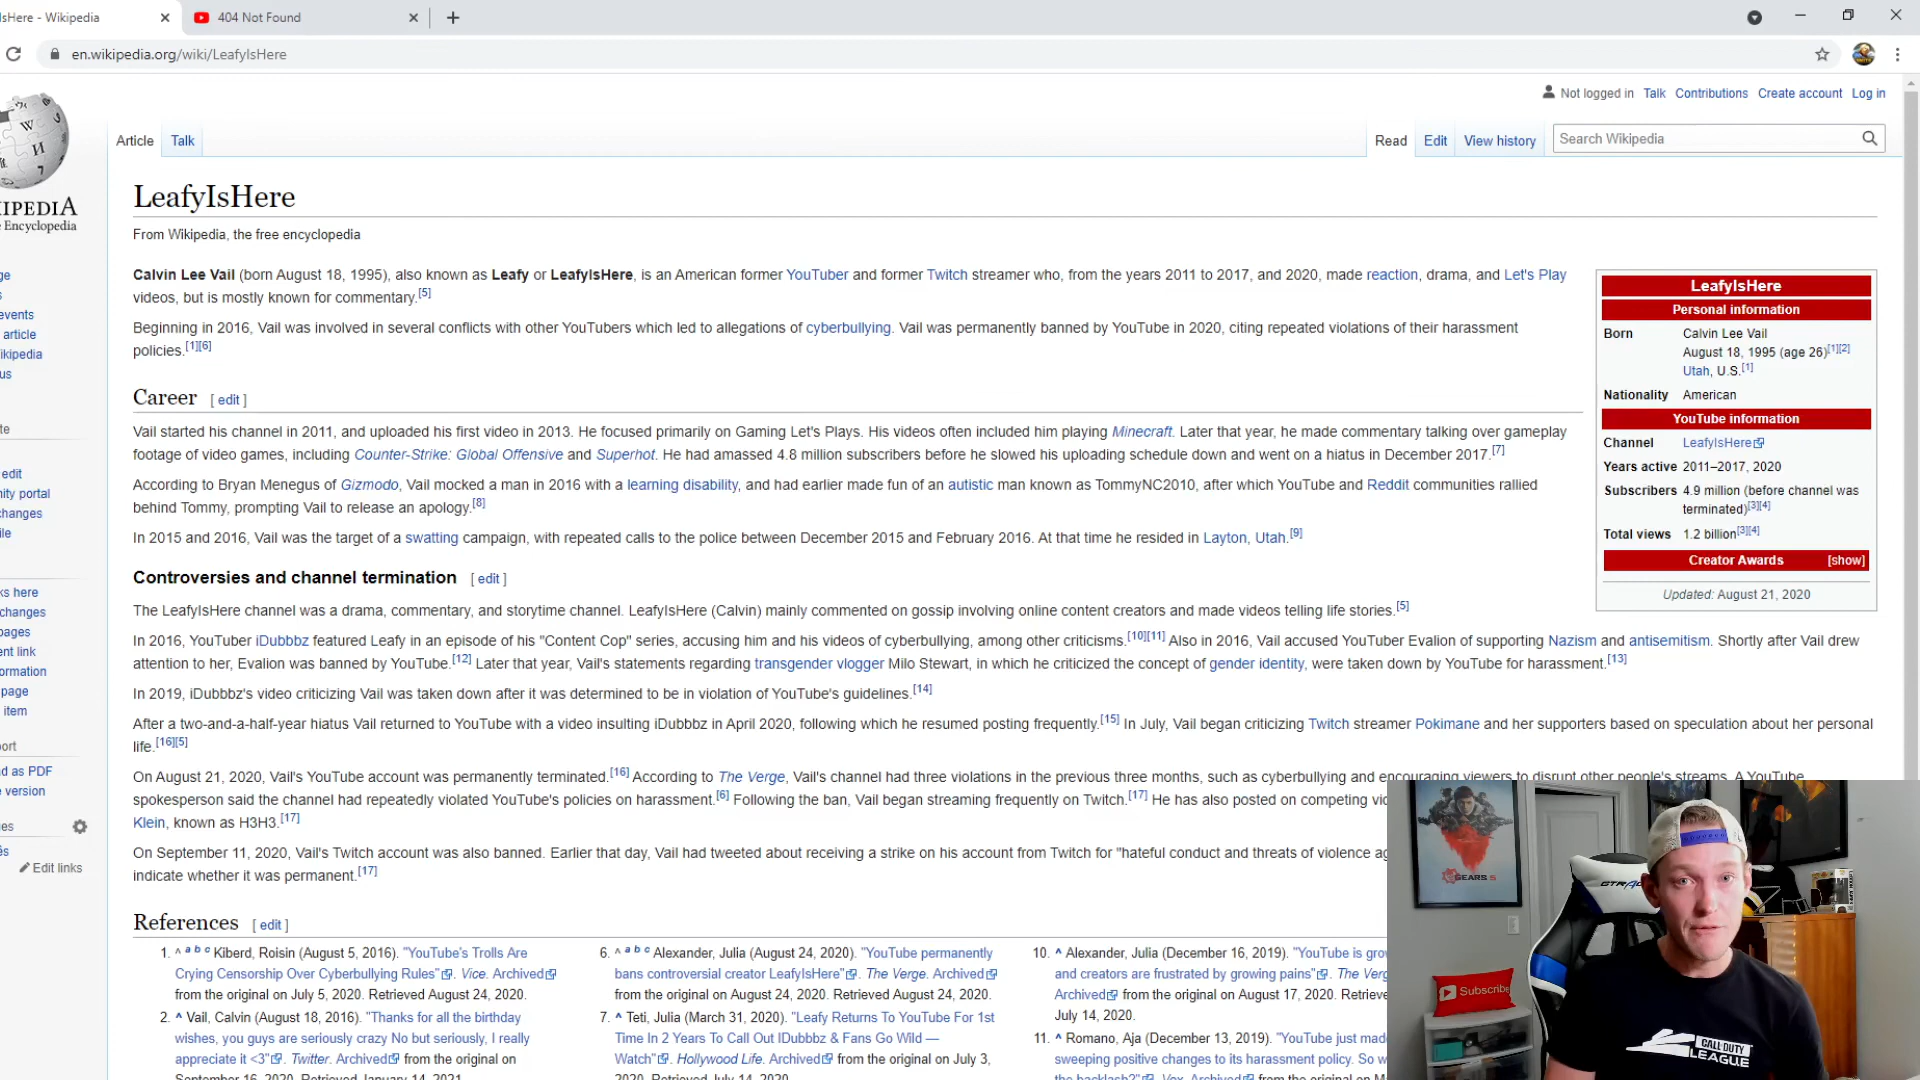 sHere - Wikipedia
404 Not Found
en.wikipedia.org/wiki/LeafyIsHere
Not logged in Talk Contributions Create account Log in
Article Talk
Read Edit View history
Search Wikipedia
IPEDIA
e Encyclopedia
LeafyIsHere
From Wikipedia, the free encyclopedia
Calvin Lee Vail (born August 18, 1995), also known as Leafy or LeafyIsHere, is an American former YouTuber and former Twitch streamer who, from the years 2011 to 2017, and 2020, made reaction, drama, and Let's Play
videos, but is mostly known for commentary.[5]
Beginning in 2016, Vail was involved in several conflicts with other YouTubers which led to allegations of cyberbullying. Vail was permanently banned by YouTube in 2020, citing repeated violations of their harassment
policies.[1][6]
LeafyIsHere
Personal information
Born Calvin Lee Vail
August 18, 1995 (age 26)[1][2]
Utah, U.S.[1]
Nationality American
YouTube information
Channel LeafyIsHere
Years active 2011–2017, 2020
Subscribers 4.9 million (before channel was
terminated)[3][4]
Total views 1.2 billion[3][4]
Creator Awards [show]
Updated: August 21, 2020
Career [ edit ]
Vail started his channel in 2011, and uploaded his first video in 2013. He focused primarily on Gaming Let's Plays. His videos often included him playing Minecraft. Later that year, he made commentary talking over gameplay
footage of video games, including Counter-Strike: Global Offensive and Superhot. He had amassed 4.8 million subscribers before he slowed his uploading schedule down and went on a hiatus in December 2017.[7]
According to Bryan Menegus of Gizmodo, Vail mocked a man in 2016 with a learning disability, and had earlier made fun of an autistic man known as TommyNC2010, after which YouTube and Reddit communities rallied
behind Tommy, prompting Vail to release an apology.[8]
In 2015 and 2016, Vail was the target of a swatting campaign, with repeated calls to the police between December 2015 and February 2016. At that time he resided in Layton, Utah.[9]
Controversies and channel termination [ edit ]
The LeafyIsHere channel was a drama, commentary, and storytime channel. LeafyIsHere (Calvin) mainly commented on gossip involving online content creators and made videos telling life stories.[5]
In 2016, YouTuber iDubbbz featured Leafy in an episode of his "Content Cop" series, accusing him and his videos of cyberbullying, among other criticisms.[10][11] Also in 2016, Vail accused YouTuber Evalion of supporting Nazism and antisemitism. Shortly after Vail drew
attention to her, Evalion was banned by YouTube.[12] Later that year, Vail's statements regarding transgender vlogger Milo Stewart, in which he criticized the concept of gender identity, were taken down by YouTube for harassment.[13]
In 2019, iDubbbz's video criticizing Vail was taken down after it was determined to be in violation of YouTube's guidelines.[14]
After a two-and-a-half-year hiatus Vail returned to YouTube with a video insulting iDubbbz in April 2020, following which he resumed posting frequently.[15] In July, Vail began criticizing Twitch streamer Pokimane and her supporters based on speculation about her personal
life.[16][5]
On August 21, 2020, Vail's YouTube account was permanently terminated.[16] According to The Verge, Vail's channel had three violations in the previous three months, such as cyberbullying and encouraging viewers to disrupt other people's streams. A YouTube
spokesperson said the channel had repeatedly violated YouTube's policies on harassment.[6] Following the ban, Vail began streaming frequently on Twitch.[17] He has also posted on competing vi
Klein, known as H3H3.[17]
On September 11, 2020, Vail's Twitch account was also banned. Earlier that day, Vail had tweeted about receiving a strike on his account from Twitch for "hateful conduct and threats of violence ag
indicate whether it was permanent.[17]
References [ edit ]
1. ^ a b c Kiberd, Roisin (August 5, 2016). "YouTube's Trolls Are
Crying Censorship Over Cyberbullying Rules". Vice. Archived
from the original on July 5, 2020. Retrieved August 24, 2020.
2. ^ Vail, Calvin (August 18, 2016). "Thanks for all the birthday
wishes, you guys are seriously crazy No but seriously, I really
appreciate it <3". Twitter. Archived from the original on
September 16, 2020. Retrieved January 14, 2021.
6. ^ a b c Alexander, Julia (August 24, 2020). "YouTube permanently
bans controversial creator LeafyIsHere". The Verge. Archived
from the original on August 24, 2020. Retrieved August 24, 2020.
7. ^ Teti, Julia (March 31, 2020). "Leafy Returns To YouTube For 1st
Time In 2 Years To Call Out IDubbbz & Fans Go Wild —
Watch". Hollywood Life. Archived from the original on July 3,
2020. Retrieved July 14, 2020.
10. ^ Alexander, Julia (December 16, 2019). "YouTube is grow
and creators are frustrated by growing pains". The Verg
Archived from the original on August 17, 2020. Retrieve
July 14, 2020.
11. ^ Romano, Aja (December 13, 2019). "YouTube just made
sweeping positive changes to its harassment policy. So w
the backlash?". Vox. Archived from the original on M
ge
s
events
article
ikipedia
us
te
edit
nity portal
changes
ile
ks here
changes
pages
ent link
ormation
page
item
ort
d as PDF
e version
es
és
Edit links
GEARS 5
GTRA
Subscribe
CALL DUTY
LEAGUE